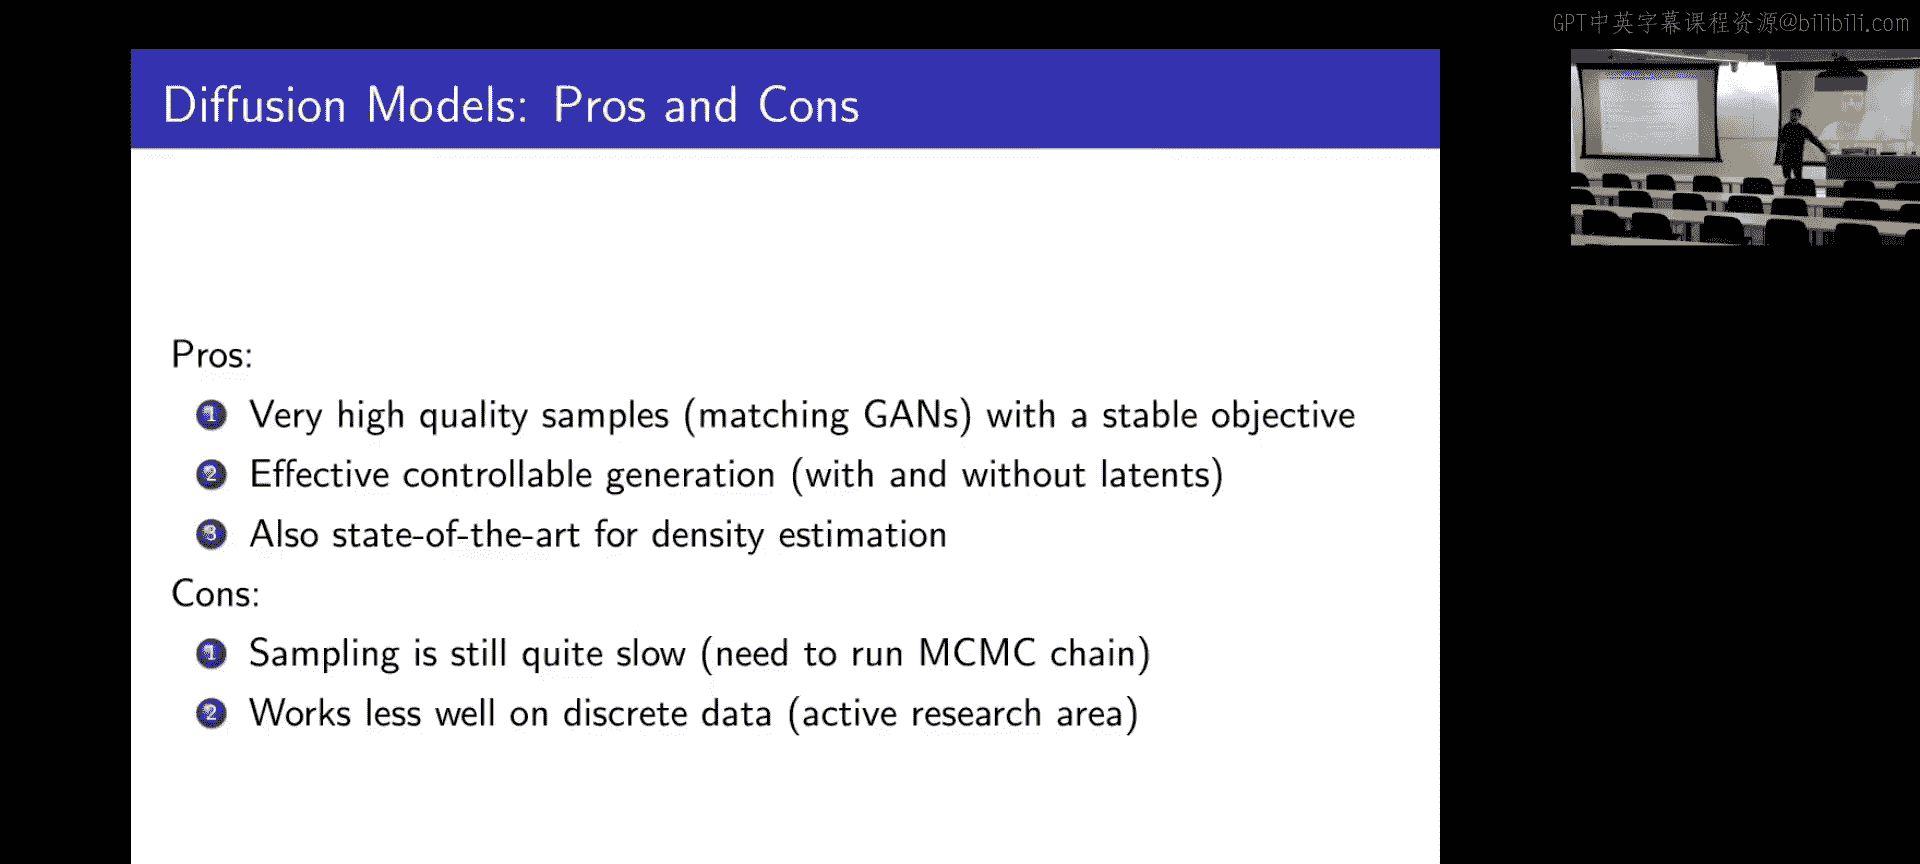 GPT中英字幕课程资源@bilibili.com
Diffusion Models: Pros and Cons
Pros:
1 Very high quality samples (matching GANs) with a stable objective
2 Effective controllable generation (with and without latents)
3 Also state-of-the-art for density estimation
Cons:
1 Sampling is still quite slow (need to run MCMC chain)
2 Works less well on discrete data (active research area)